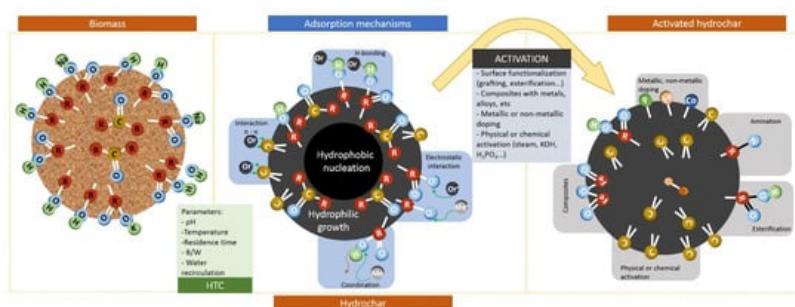 Biomass
Adsorption mechanisms
Activated hydrochar
H-bonding
Interaction
π - π
Hydrophobic
nucleation
Hydrophilic
growth
Electrostatic
interaction
Coordination
Parameters:
- pH
-Temperature
-Residence time
- B/W
- Water
recirculation
HTC
Hydrochar
ACTIVATION
- Surface functionalization
(grafting, esterification...)
- Composites with metals,
alloys, etc
- Metallic or non-metallic
doping
- Physical or chemical
activation (steam, KOH,
H₃PO₄...)
Metallic, non-metallic
doping
Amination
Composites
Esterification
Physical or chemical
activation